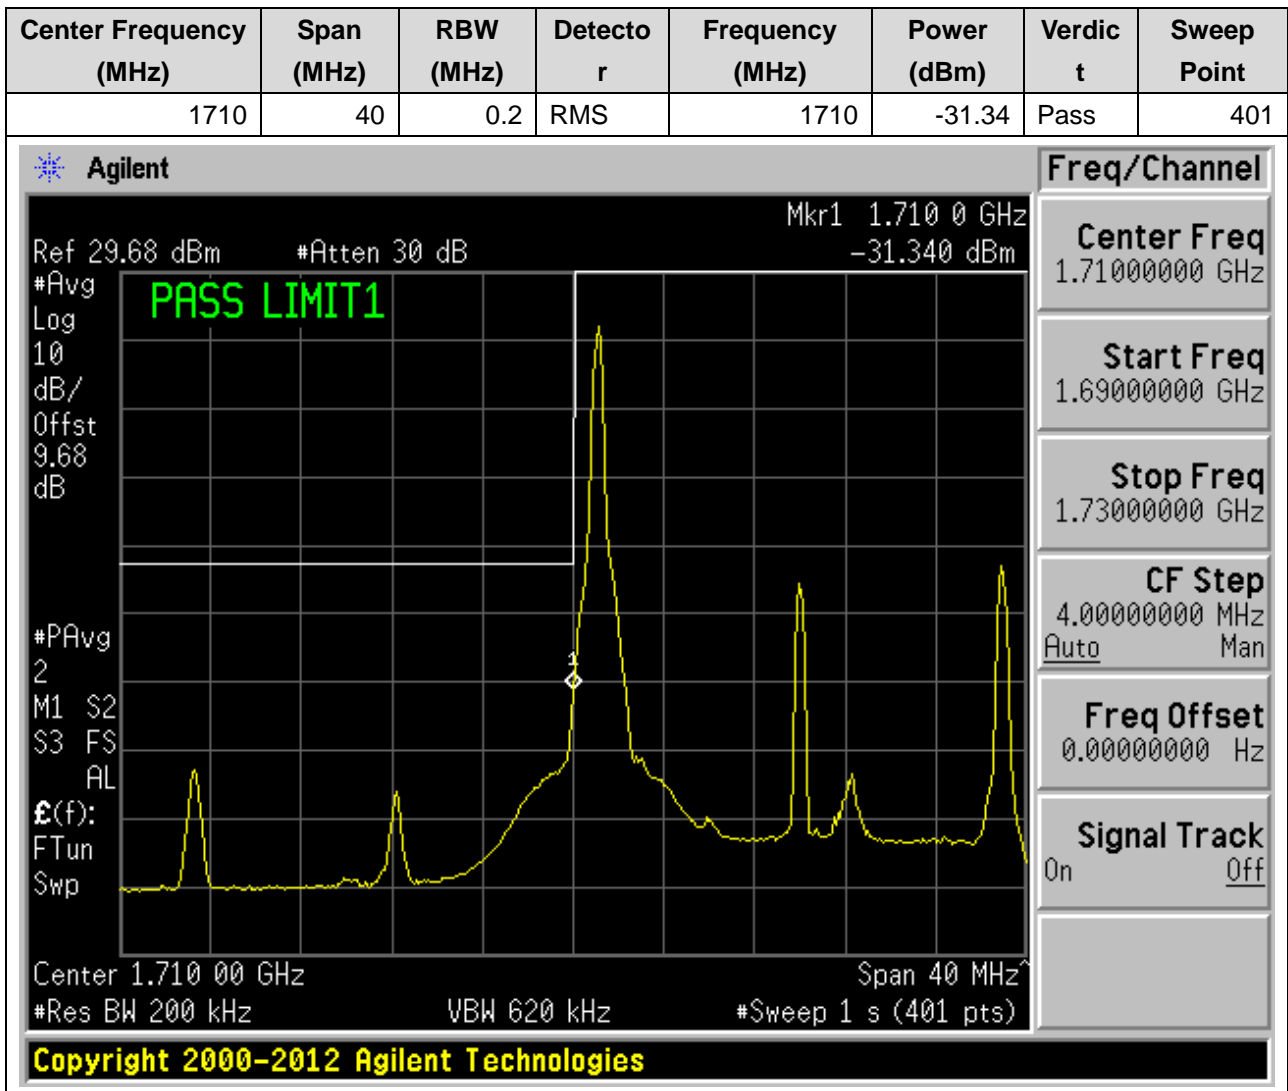 Center Frequency Span RBW Detecto Frequency Power Verdic Sweep
(MHz) (MHz) (MHz) r (MHz) (dBm) t Point
1710 40 0.2 RMS 1710 -31.34 Pass 401
Agilent Freq/Channel
Mkr1 1.710 0 GHz
Ref 29.68 dBm #Atten 30 dB -31.340 dBm
#Avg
Log
10
dB/
Offst
9.68
dB
PASS LIMIT1
1
#PAvg
2
M1 S2
S3 FS
AL
£(f):
FTun
Swp
Center 1.710 00 GHz Span 40 MHz^
#Res BW 200 kHz VBW 620 kHz #Sweep 1 s (401 pts)
Center Freq
1.71000000 GHz
Start Freq
1.69000000 GHz
Stop Freq
1.73000000 GHz
CF Step
4.00000000 MHz
Auto Man
Freq Offset
0.00000000 Hz
Signal Track
On Off
Copyright 2000-2012 Agilent Technologies